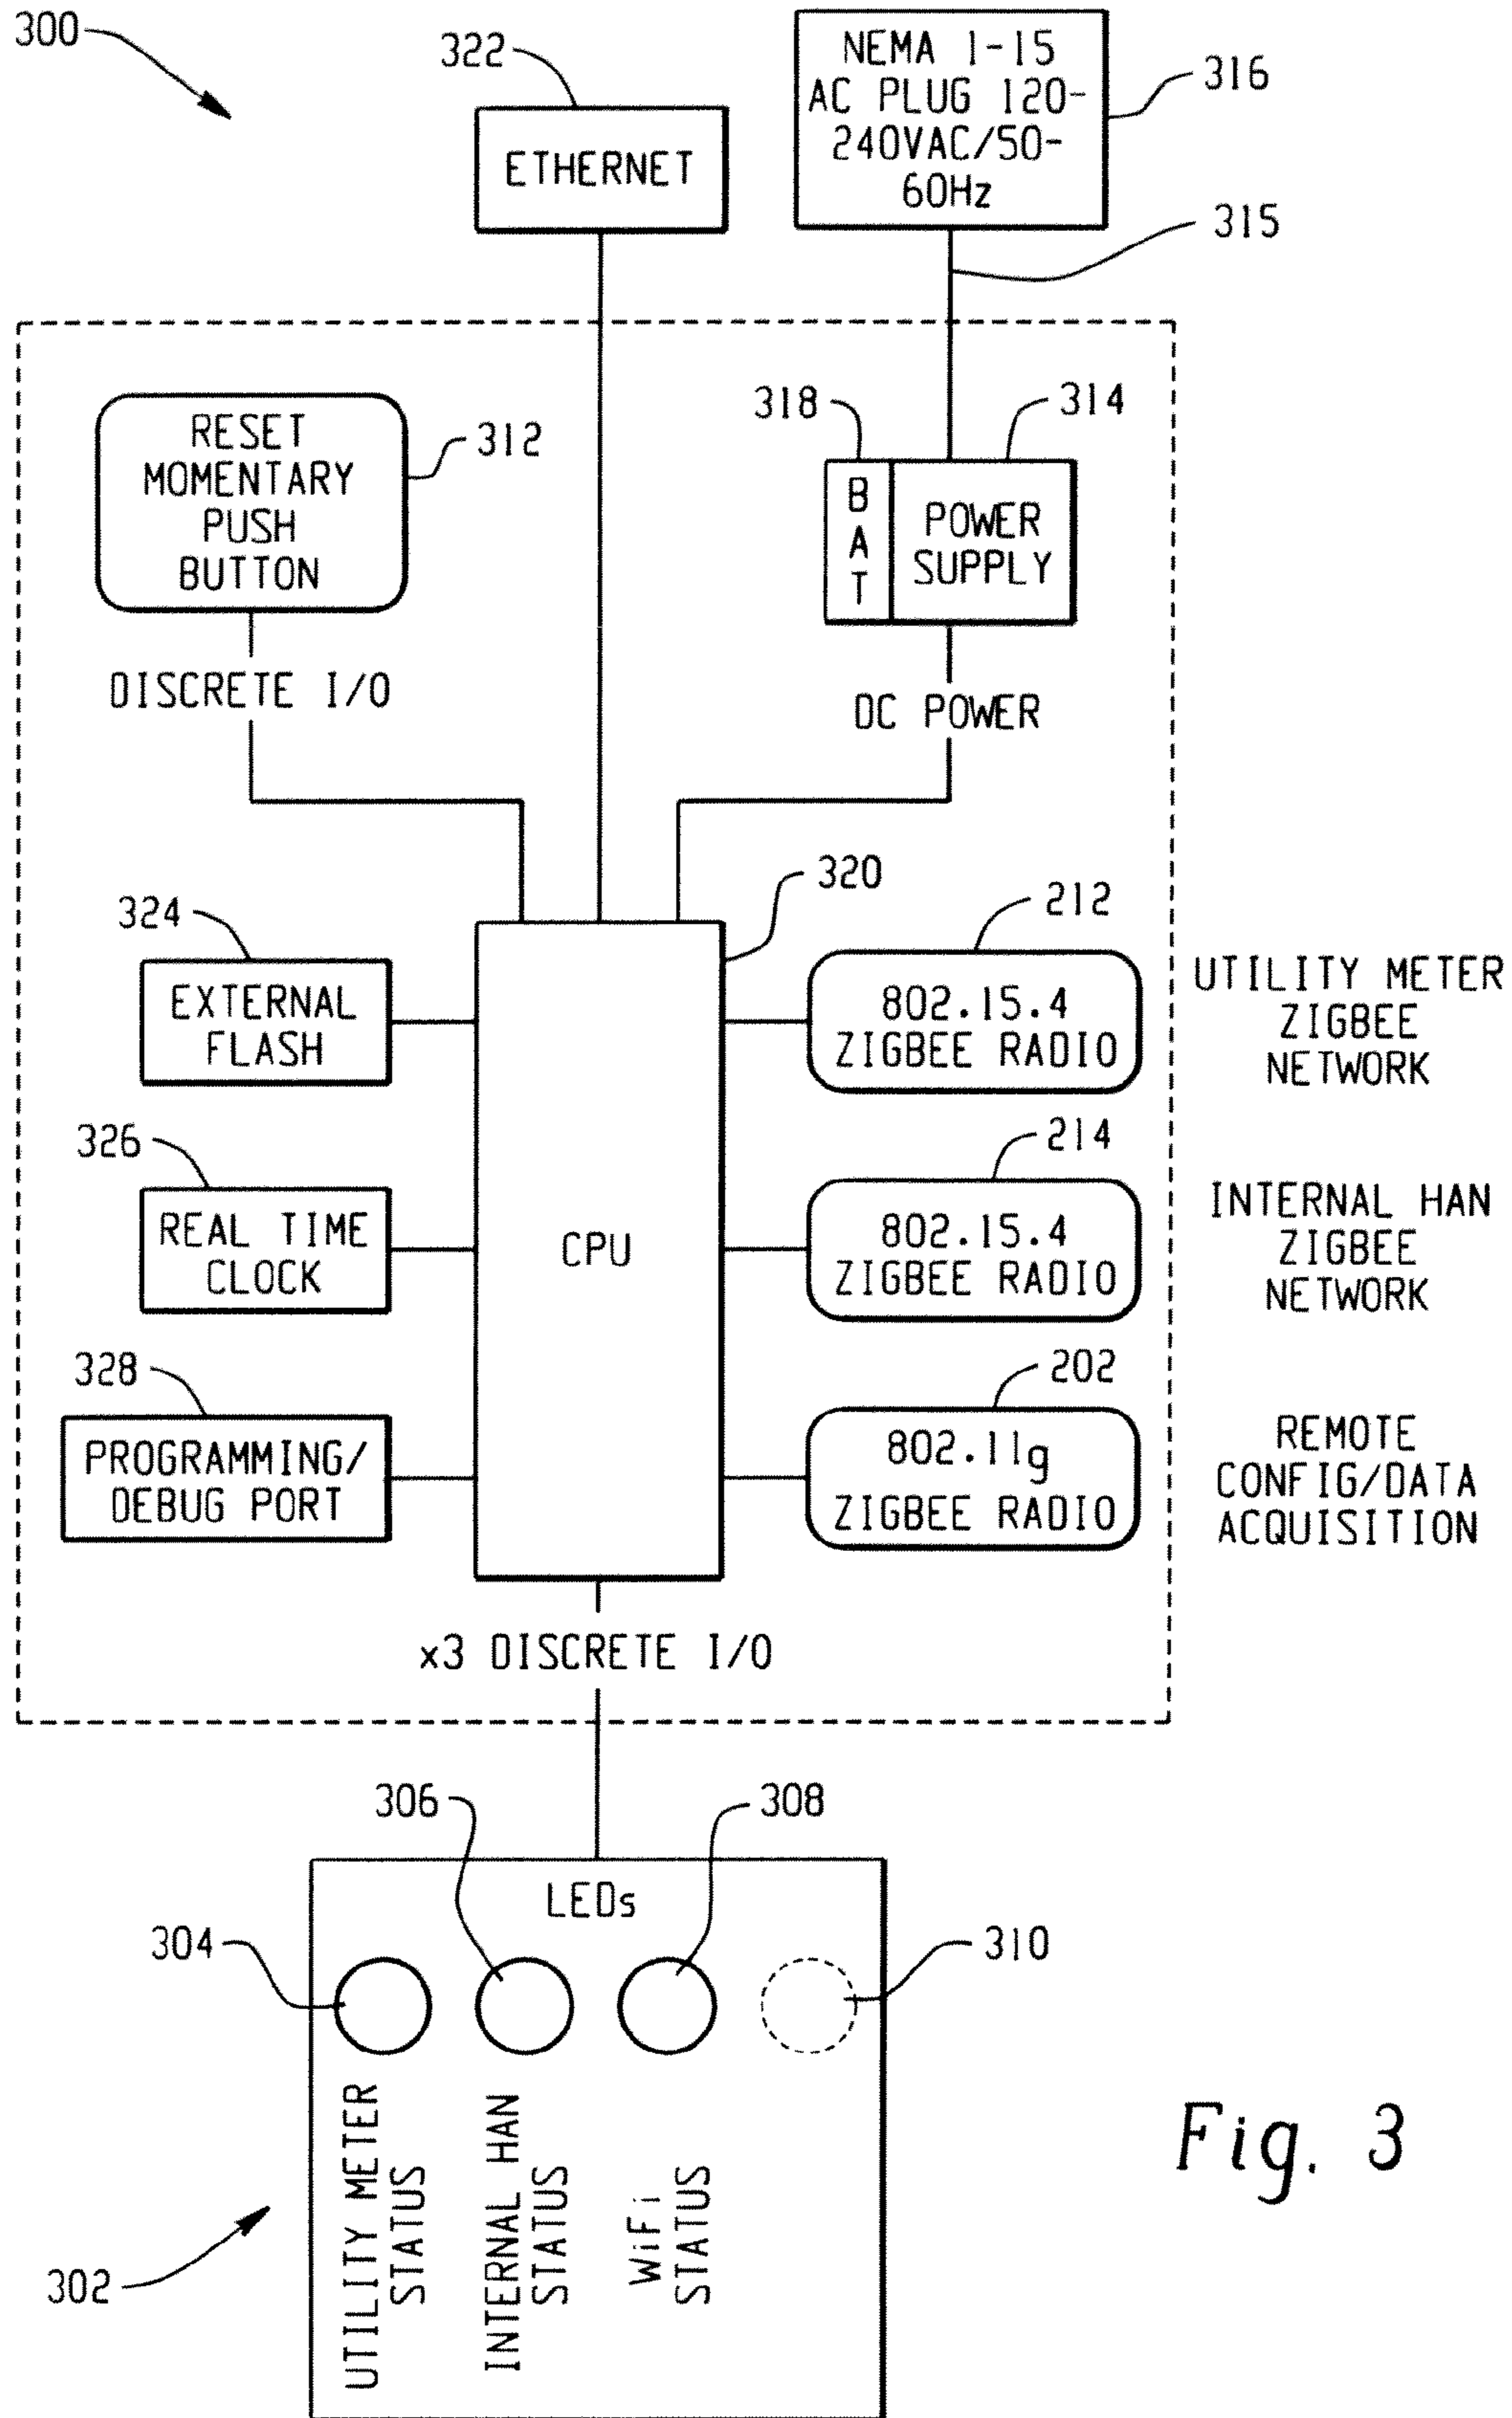 300
322
ETHERNET
NEMA 1-15
AC PLUG 120-
240VAC/50-
60Hz
316
315
RESET
MOMENTARY
PUSH
BUTTON
312
318
314
BAT
POWER
SUPPLY
DISCRETE I/O
DC POWER
320
324
EXTERNAL
FLASH
212
802.15.4
ZIGBEE RADIO
UTILITY METER
ZIGBEE
NETWORK
326
REAL TIME
CLOCK
CPU
214
802.15.4
ZIGBEE RADIO
INTERNAL HAN
ZIGBEE
NETWORK
328
PROGRAMMING/
DEBUG PORT
202
802.11g
ZIGBEE RADIO
REMOTE
CONFIG/DATA
ACQUISITION
x3 DISCRETE I/O
306
308
LEDs
304
310
UTILITY METER
STATUS
INTERNAL HAN
STATUS
WiFi
STATUS
302
Fig. 3